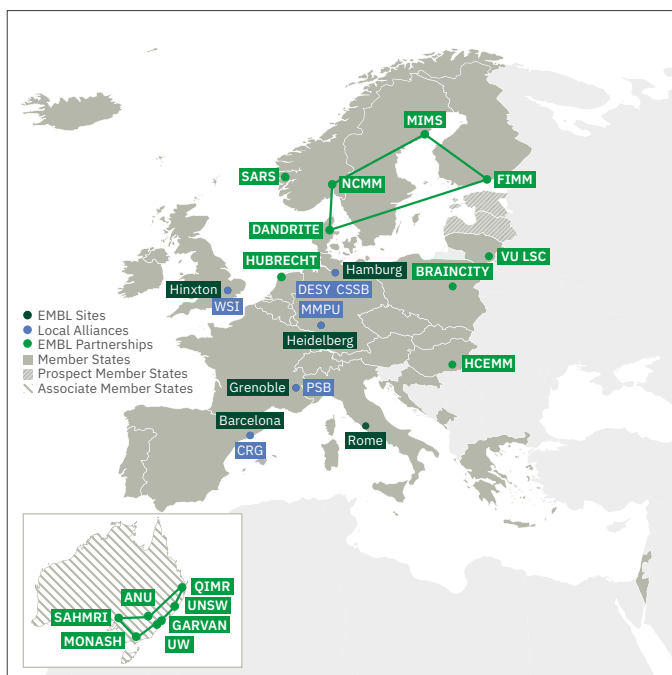 MIMS
SARS
NCMM
FIMM
DANDRITE
VU LSC
HUBRECHT
Hamburg
BRAINCITY
Hinxton
DESY CSSB
WSI
MMPU
EMBL Sites
Local Alliances
Heidelberg
EMBL Partnerships
Member States
HCEMM
Prospect Member States
Associate Member States
Grenoble
PSB
Barcelona
Rome
CRG
QIMR
ANU
UNSW
SAHMRI
GARVAN
MONASH
UW